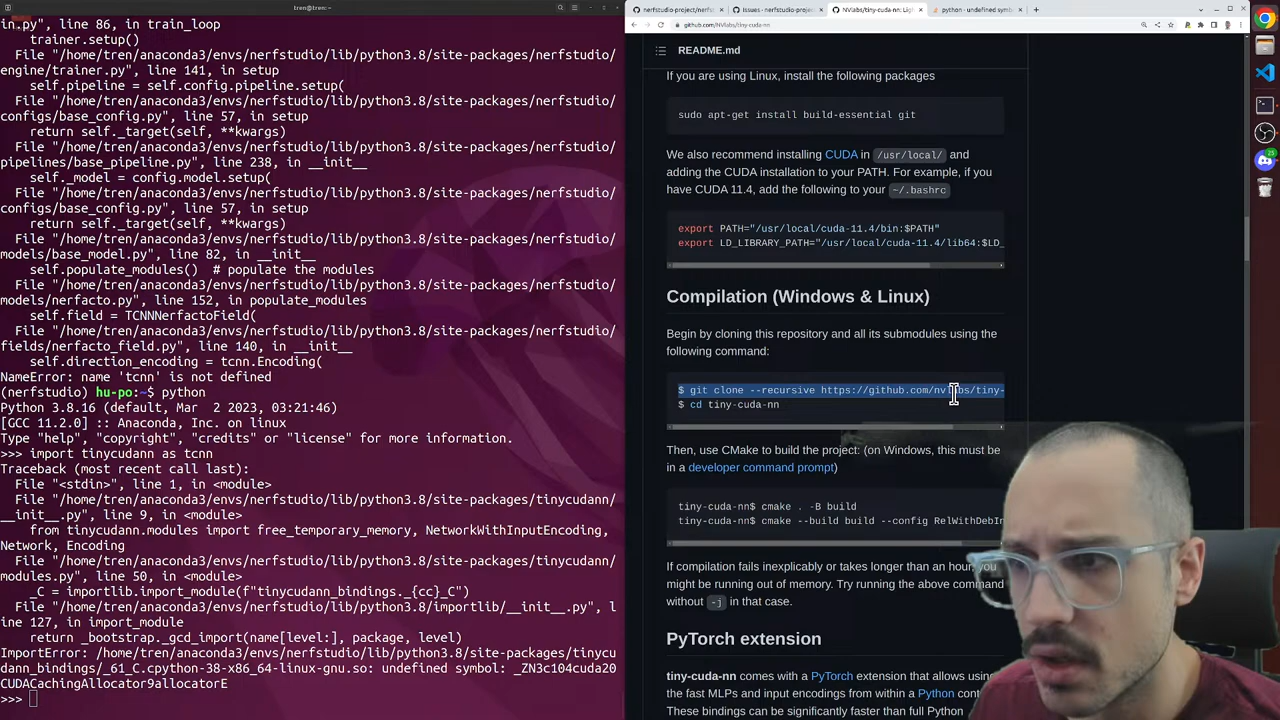 tren@tren:
in.py", line 86, in train_loop
    trainer.setup()
  File "/home/tren/anaconda3/envs/nerfstudio/lib/python3.8/site-packages/nerfstudio/
engine/trainer.py", line 141, in setup
    self.pipeline = self.config.pipeline.setup(
  File "/home/tren/anaconda3/envs/nerfstudio/lib/python3.8/site-packages/nerfstudio/
configs/base_config.py", line 57, in setup
    return self._target(self, **kwargs)
  File "/home/tren/anaconda3/envs/nerfstudio/lib/python3.8/site-packages/nerfstudio/
pipelines/base_pipeline.py", line 238, in __init__
    self._model = config.model.setup(
  File "/home/tren/anaconda3/envs/nerfstudio/lib/python3.8/site-packages/nerfstudio/
configs/base_config.py", line 57, in setup
    return self._target(self, **kwargs)
  File "/home/tren/anaconda3/envs/nerfstudio/lib/python3.8/site-packages/nerfstudio/
models/base_model.py", line 82, in __init__
    self.populate_modules()  # populate the modules
  File "/home/tren/anaconda3/envs/nerfstudio/lib/python3.8/site-packages/nerfstudio/
models/nerfacto.py", line 152, in populate_modules
    self.field = TCNNNerfactoField(
  File "/home/tren/anaconda3/envs/nerfstudio/lib/python3.8/site-packages/nerfstudio/
fields/nerfacto_field.py", line 140, in __init__
    self.direction_encoding = tcnn.Encoding(
NameError: name 'tcnn' is not defined
(nerfstudio) hu-po:~$ python
Python 3.8.16 (default, Mar  2 2023, 03:21:46)
[GCC 11.2.0] :: Anaconda, Inc. on linux
Type "help", "copyright", "credits" or "license" for more information.
>>> import tinycudann as tcnn
Traceback (most recent call last):
  File "<stdin>", line 1, in <module>
  File "/home/tren/anaconda3/envs/nerfstudio/lib/python3.8/site-packages/tinycudann/
__init__.py", line 9, in <module>
    from tinycudann.modules import free_temporary_memory, NetworkWithInputEncoding,
Network, Encoding
  File "/home/tren/anaconda3/envs/nerfstudio/lib/python3.8/site-packages/tinycudann/
modules.py", line 50, in <module>
    _C = importlib.import_module(f"tinycudann_bindings._{cc}_C")
  File "/home/tren/anaconda3/envs/nerfstudio/lib/python3.8/importlib/__init__.py", li
ne 127, in import_module
    return _bootstrap._gcd_import(name[level:], package, level)
ImportError: /home/tren/anaconda3/envs/nerfstudio/lib/python3.8/site-packages/tinycu
dann_bindings/_61_C.cpython-38-x86_64-linux-gnu.so: undefined symbol: _ZN3c104cuda20
CUDACachingAllocator9allocatorE
>>>
nerfstudio-project/nerfst
Issues · nerfstudio-project
NVlabs/tiny-cuda-nn: Ligh
python - undefined symb
github.com/NVlabs/tiny-cuda-nn
README.md
If you are using Linux, install the following packages
sudo apt-get install build-essential git
We also recommend installing CUDA in /usr/local/ and
adding the CUDA installation to your PATH. For example, if you
have CUDA 11.4, add the following to your ~/.bashrc
export PATH="/usr/local/cuda-11.4/bin:$PATH"
export LD_LIBRARY_PATH="/usr/local/cuda-11.4/lib64:$LD_
Compilation (Windows & Linux)
Begin by cloning this repository and all its submodules using the
following command:
$ git clone --recursive https://github.com/nvlabs/tiny-
$ cd tiny-cuda-nn
Then, use CMake to build the project: (on Windows, this must be
in a developer command prompt)
tiny-cuda-nn$ cmake . -B build
tiny-cuda-nn$ cmake --build build --config RelWithDebIn
If compilation fails inexplicably or takes longer than an hour, you
might be running out of memory. Try running the above command
without -j in that case.
PyTorch extension
tiny-cuda-nn comes with a PyTorch extension that allows using
the fast MLPs and input encodings from within a Python cont
These bindings can be significantly faster than full Python